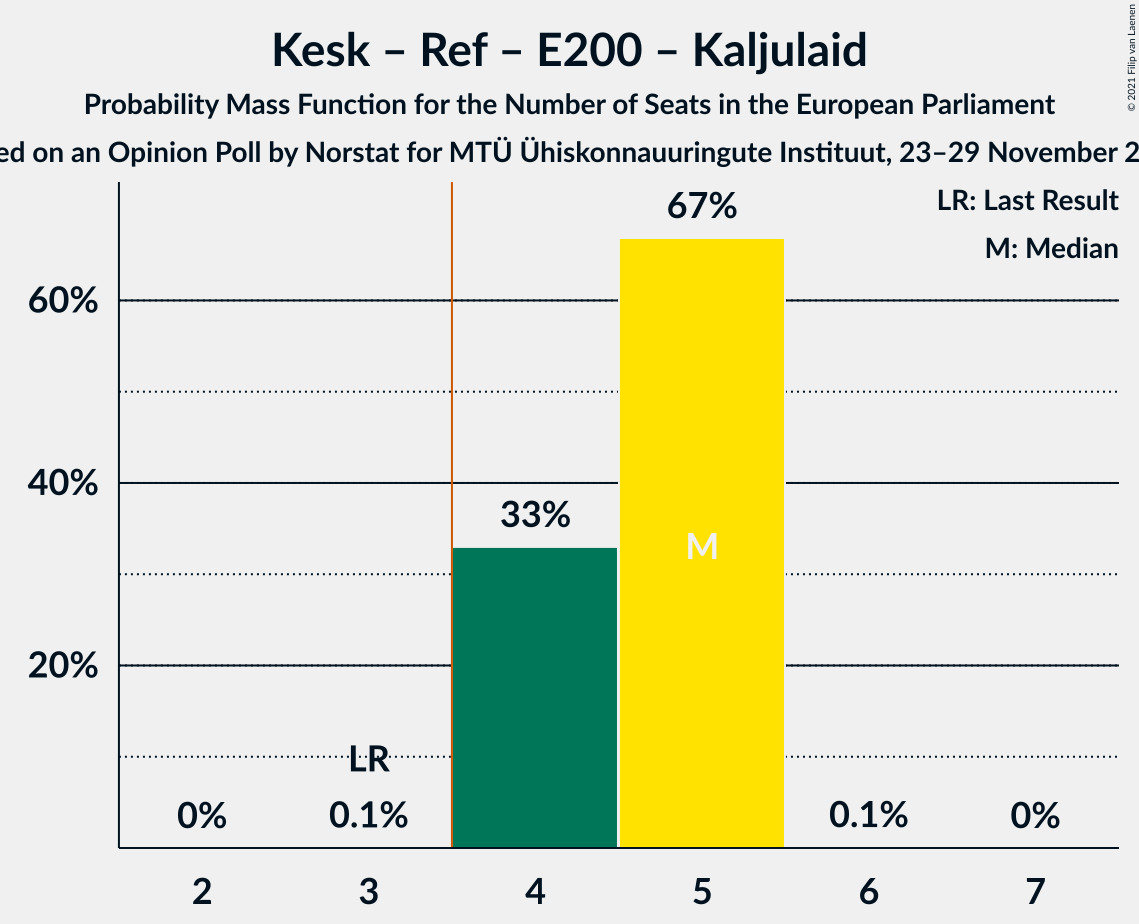 Kesk – Ref – E200 – Kaljulaid
Probability Mass Function for the Number of Seats in the European Parliament
on an Opinion Poll by Norstat for MTÜ Ühiskonnauuringute Instituut, 23–29 November
© 2021 Filip van Laenen
LR: Last Result
M: Median
67%
60%
40%
33%
M
20%
LR
0%
0.1%
0.1%
0%
2
3
4
5
6
7